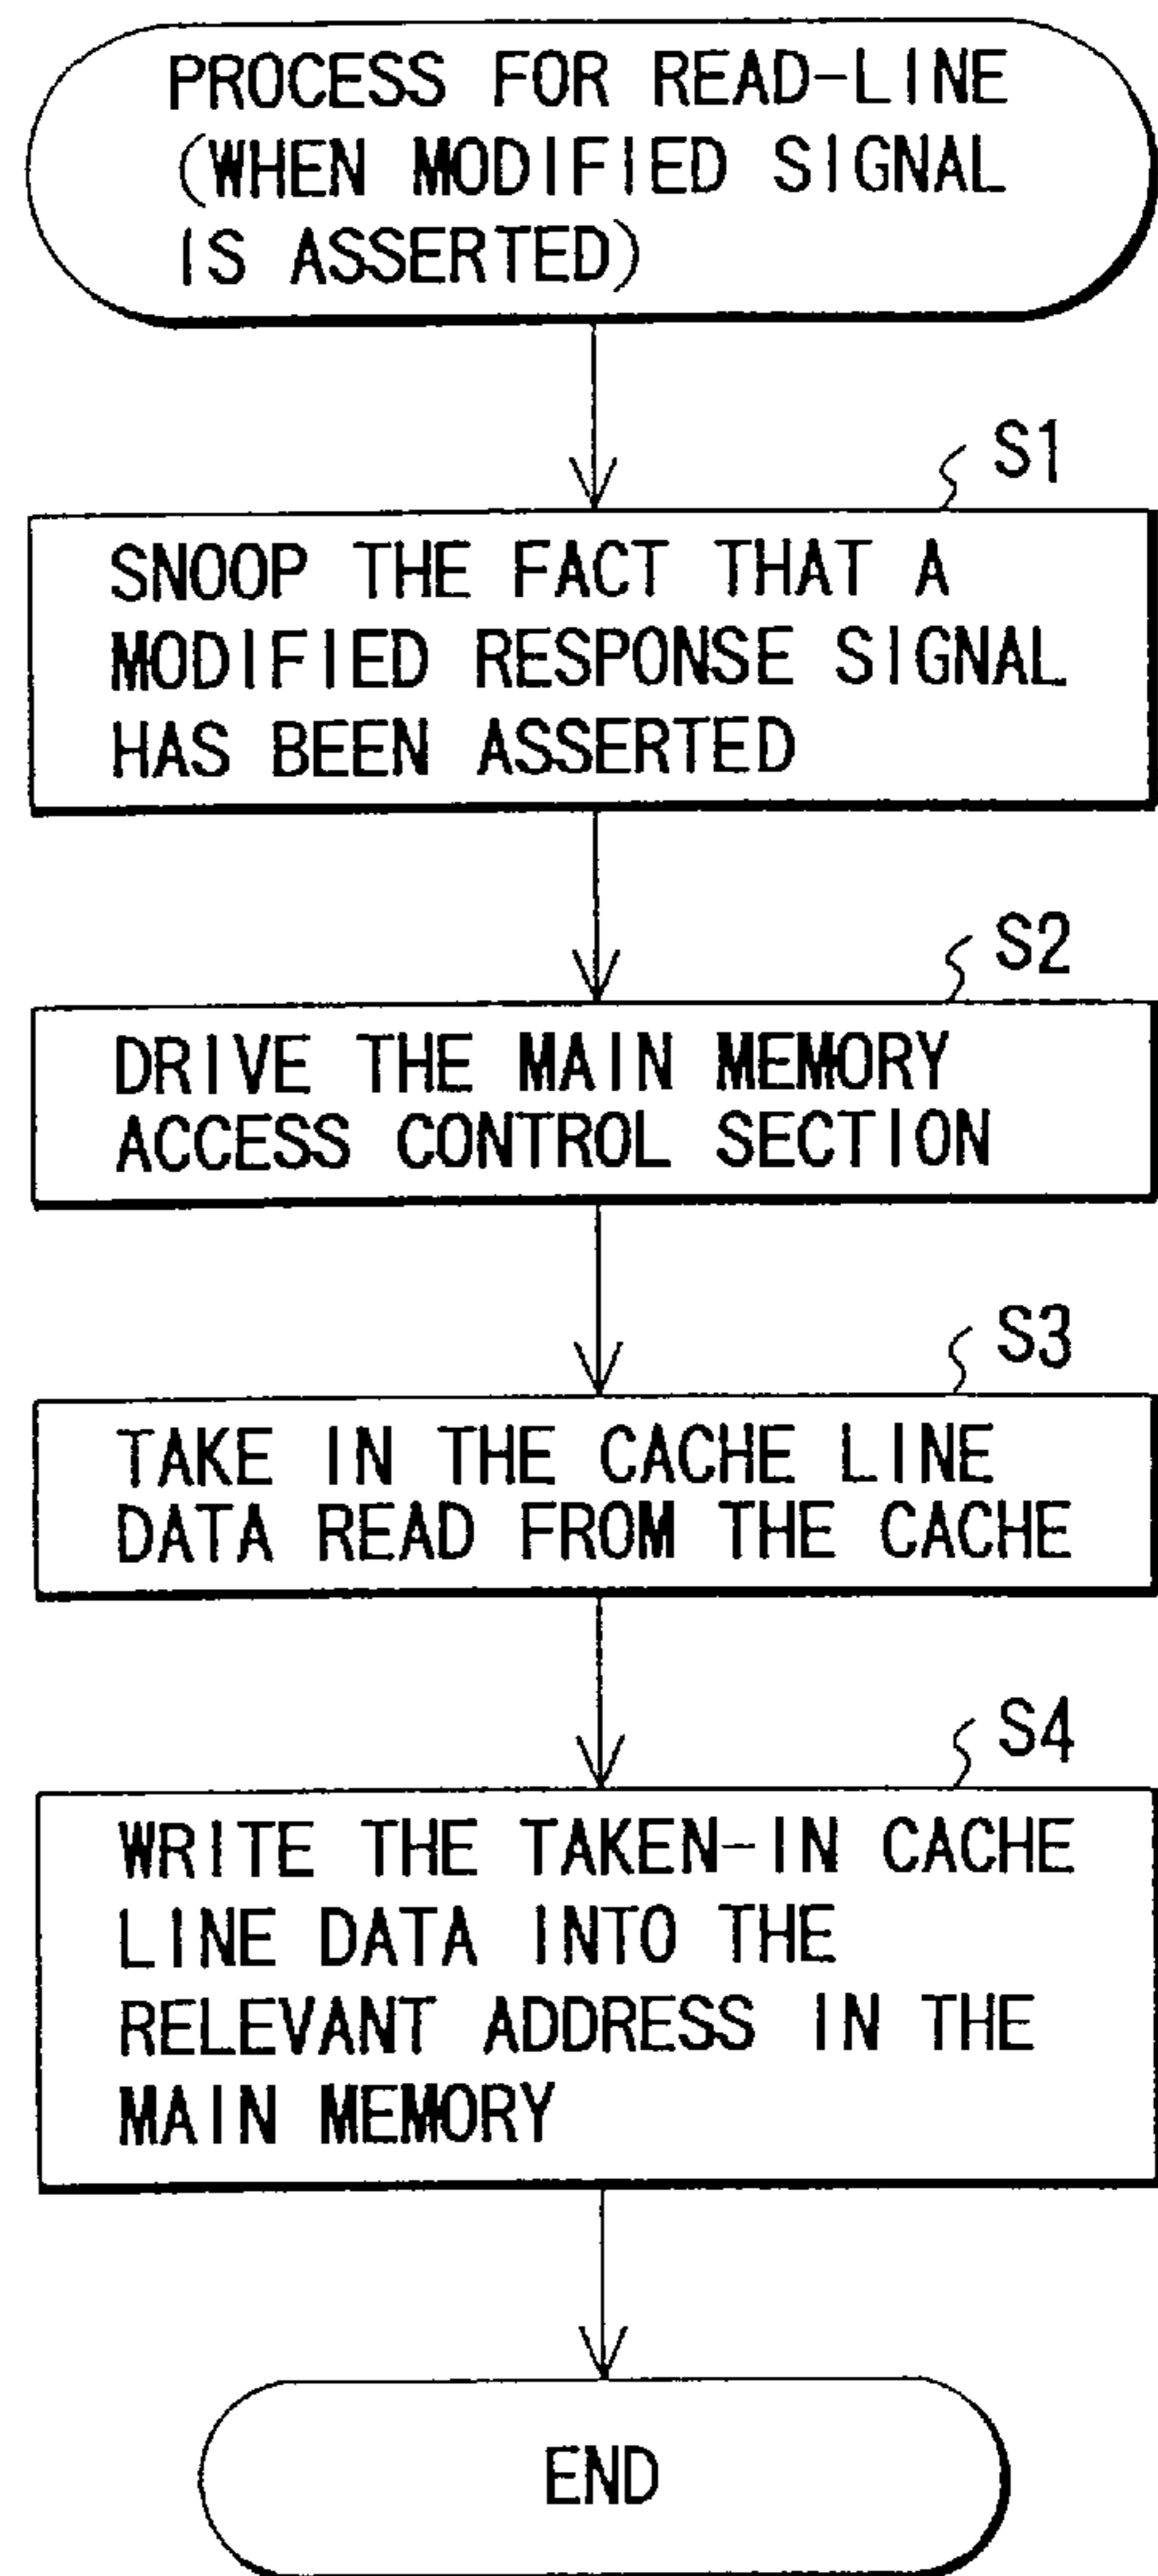 PROCESS FOR READ-LINE
(WHEN MODIFIED SIGNAL
IS ASSERTED)
S1
SNOOP THE FACT THAT A
MODIFIED RESPONSE SIGNAL
HAS BEEN ASSERTED
S2
DRIVE THE MAIN MEMORY
ACCESS CONTROL SECTION
S3
TAKE IN THE CACHE LINE
DATA READ FROM THE CACHE
S4
WRITE THE TAKEN-IN CACHE
LINE DATA INTO THE
RELEVANT ADDRESS IN THE
MAIN MEMORY
END